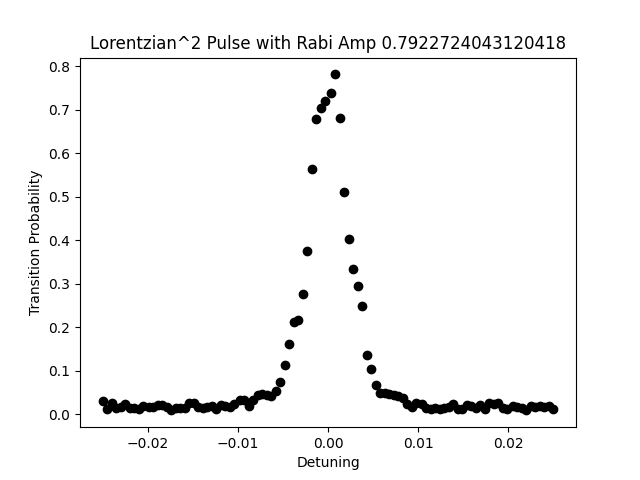 Lorentzian^2 Pulse with Rabi Amp 0.7922724043120418
0.8
0.7
0.6
0.5
0.4
0.3
0.2
0.1
0.0
Transition Probability
−0.02 −0.01 0.00 0.01 0.02
Detuning